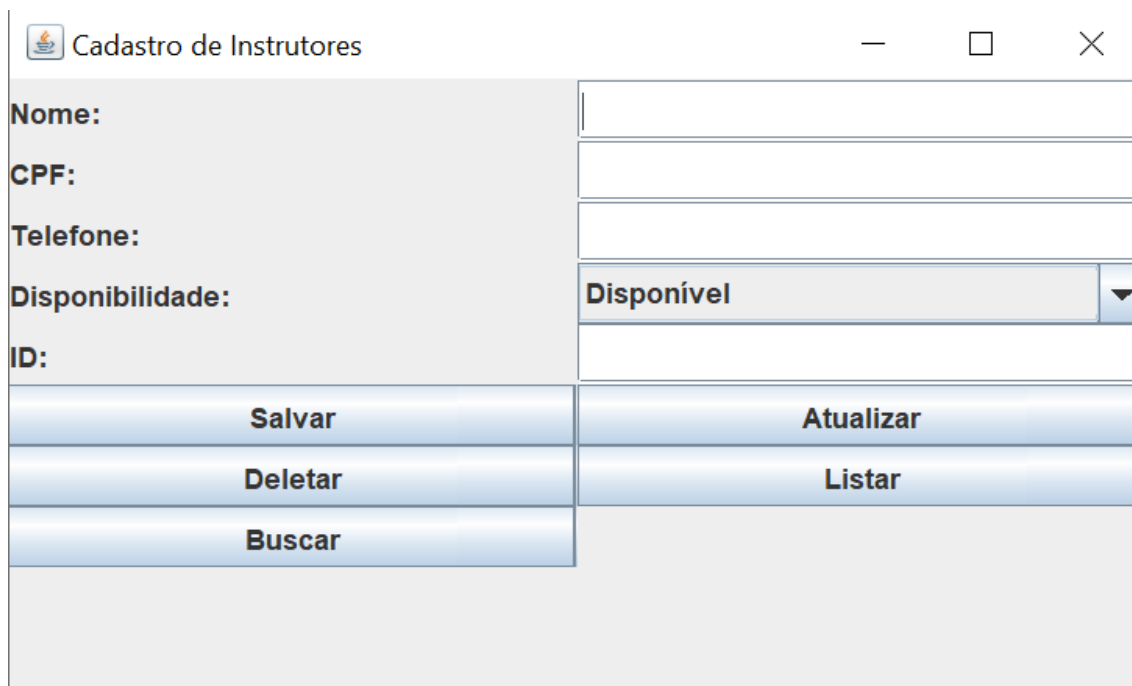 Cadastro de Instrutores
Nome:
CPF:
Telefone:
Disponibilidade: Disponível
ID:
Salvar Atualizar
Deletar Listar
Buscar